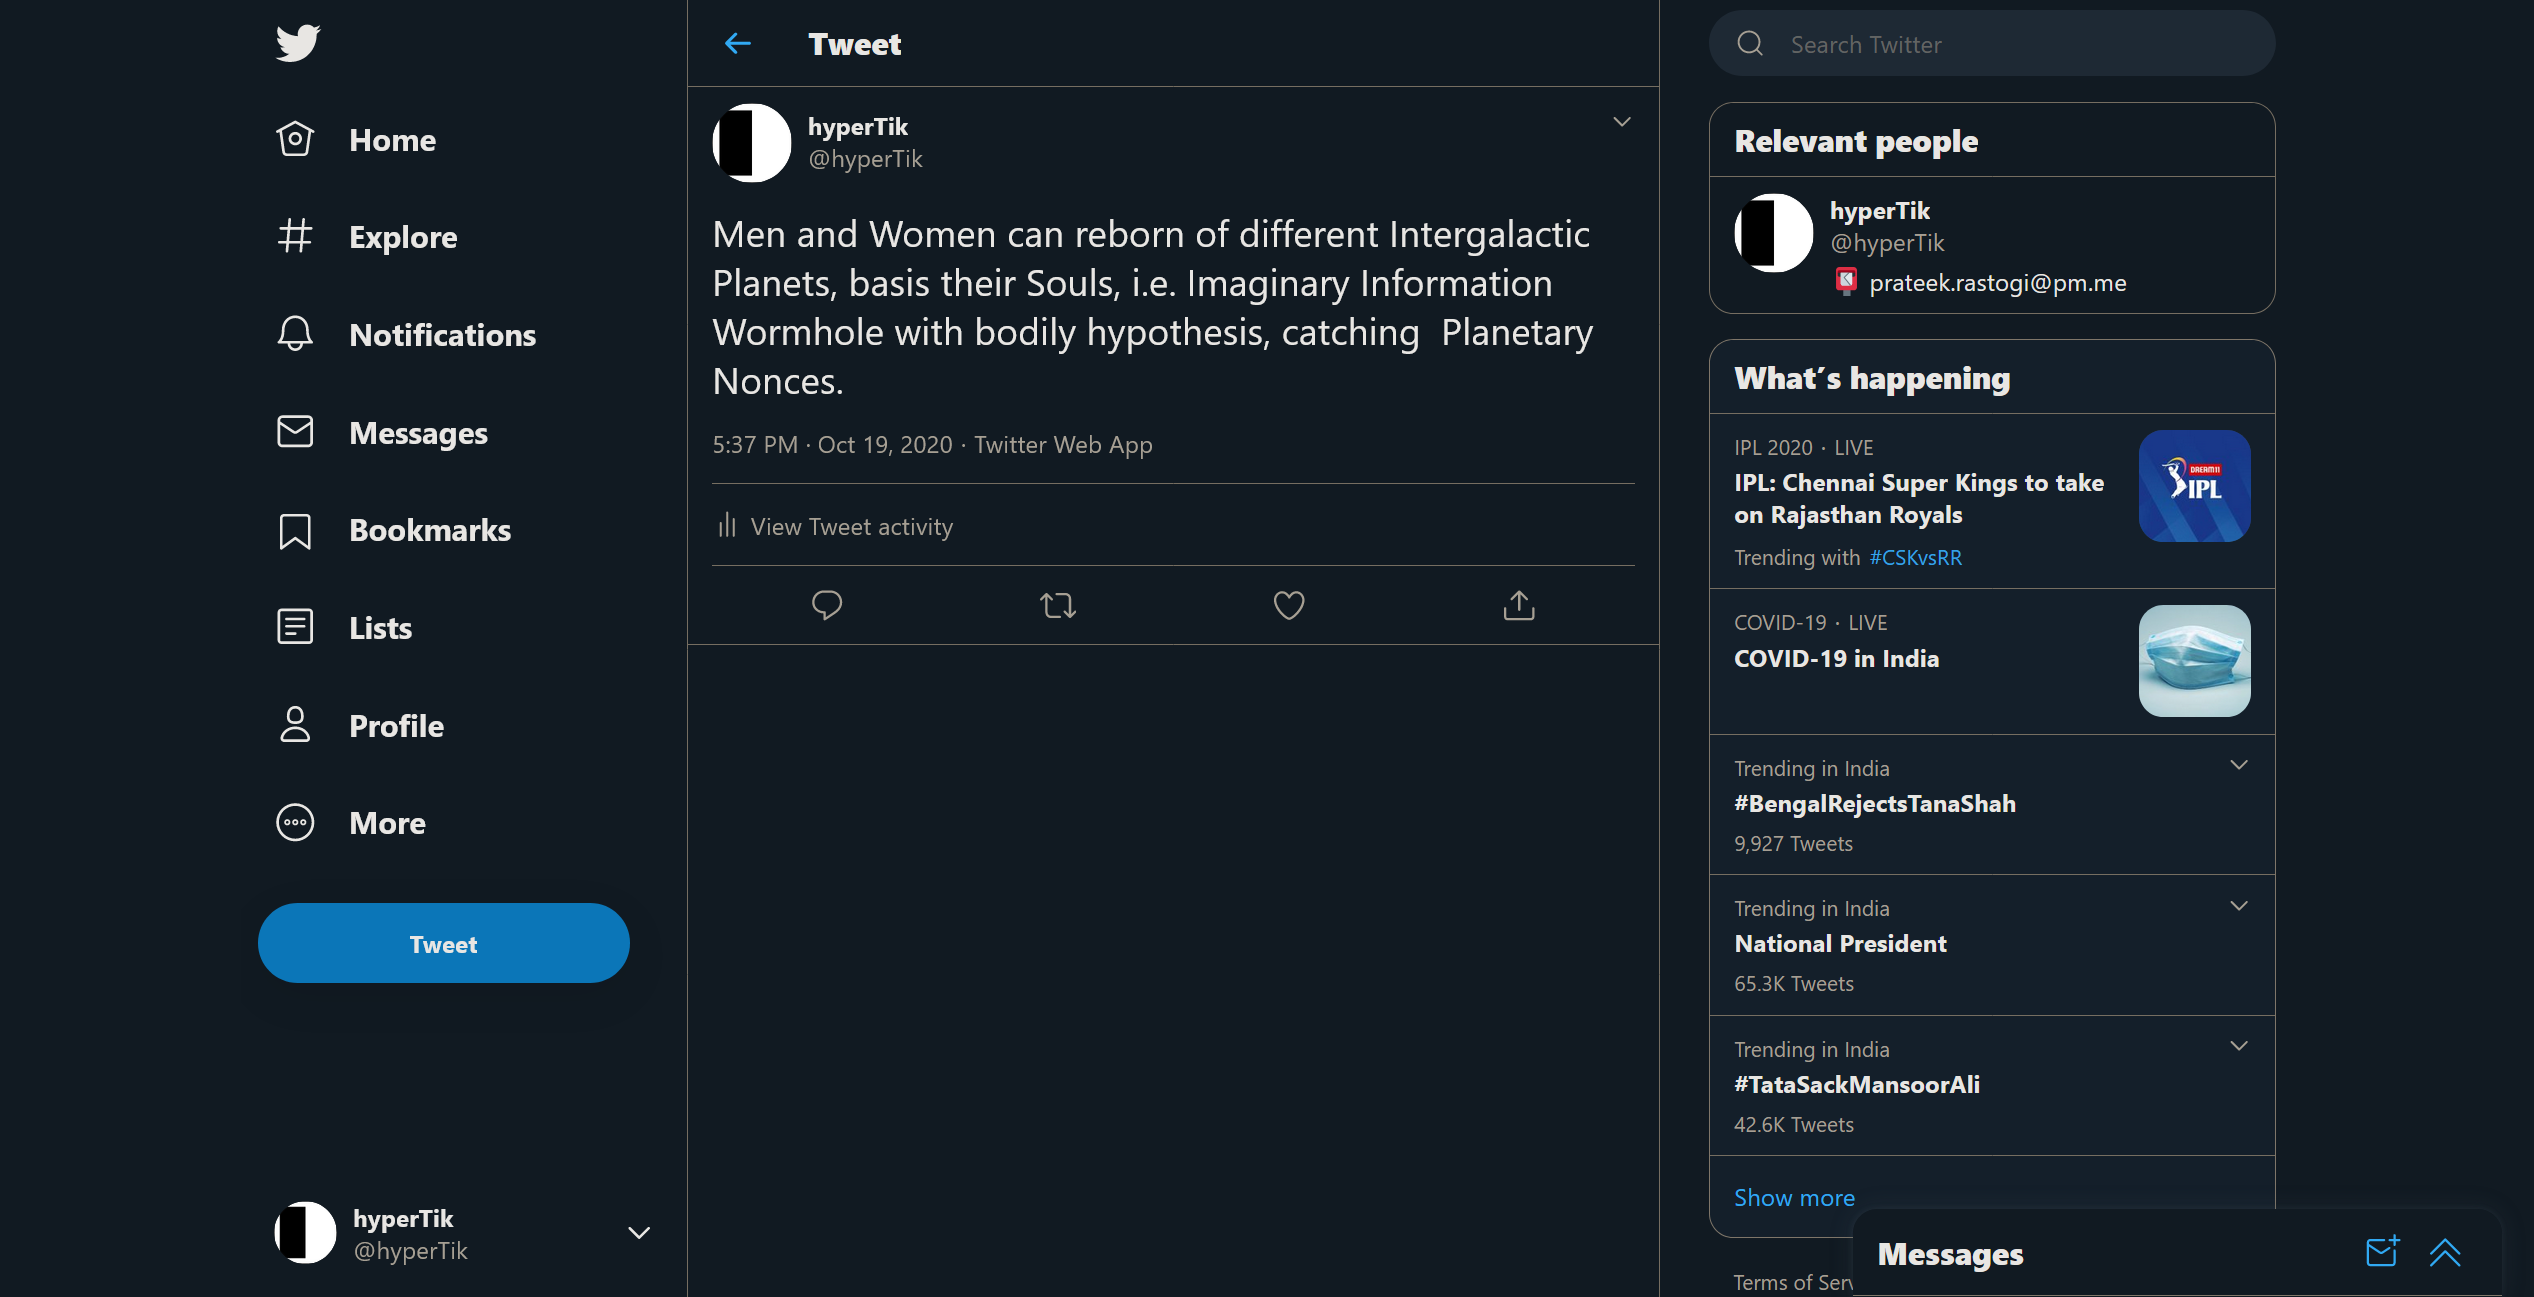 Home
Explore
Notifications
Messages
Bookmarks
Lists
Profile
More
Tweet
hyperTik
@hyperTik
Tweet
hyperTik
@hyperTik
Men and Women can reborn of different Intergalactic
Planets, basis their Souls, i.e. Imaginary Information
Wormhole with bodily hypothesis, catching  Planetary
Nonces.
5:37 PM · Oct 19, 2020 · Twitter Web App
View Tweet activity
Search Twitter
Relevant people
hyperTik
@hyperTik
prateek.rastogi@pm.me
What's happening
IPL 2020 · LIVE
IPL: Chennai Super Kings to take
on Rajasthan Royals
Trending with #CSKvsRR
DREAM11
IPL
COVID-19 · LIVE
COVID-19 in India
Trending in India
#BengalRejectsTanaShah
9,927 Tweets
Trending in India
National President
65.3K Tweets
Trending in India
#TataSackMansoorAli
42.6K Tweets
Show more
Terms of Serv
Messages